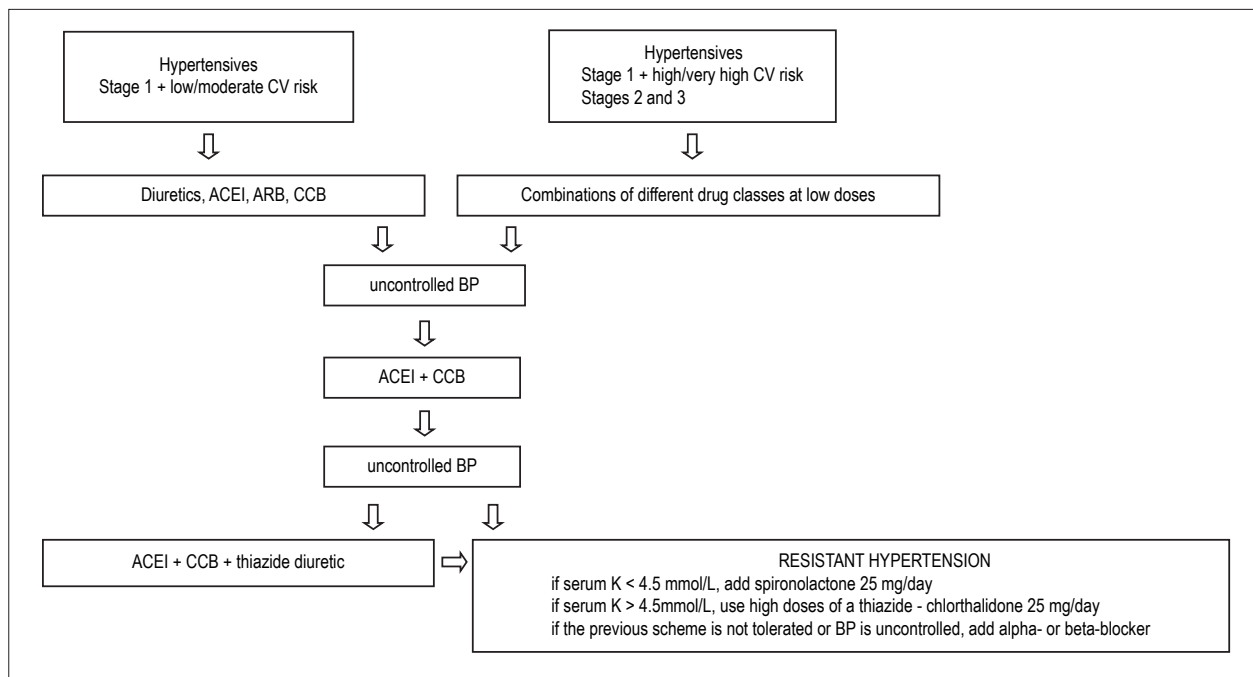 Hypertensives
Stage 1 + low/moderate CV risk
Hypertensives
Stage 1 + high/very high CV risk
Stages 2 and 3
Diuretics, ACEI, ARB, CCB
Combinations of different drug classes at low doses
uncontrolled BP
ACEI + CCB
uncontrolled BP
ACEI + CCB + thiazide diuretic
RESISTANT HYPERTENSION
if serum K < 4.5 mmol/L, add spironolactone 25 mg/day
if serum K > 4.5mmol/L, use high doses of a thiazide - chlorthalidone 25 mg/day
if the previous scheme is not tolerated or BP is uncontrolled, add alpha- or beta-blocker